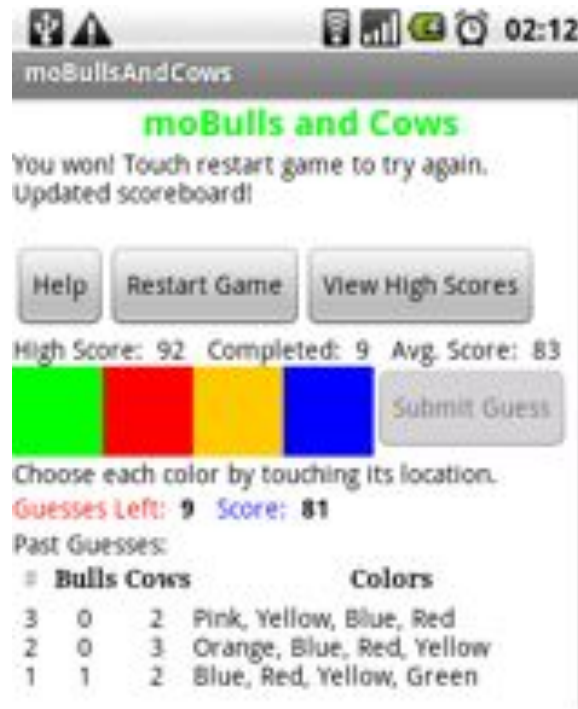 02:12
moBullsAndCows
moBulls and Cows
You won! Touch restart game to try again.
Updated scoreboard!
Help Restart Game View High Scores
High Score: 92 Completed: 9 Avg. Score: 83
Submit Guess
Choose each color by touching its location.
Guesses Left: 9 Score: 81
Past Guesses:
# Bulls Cows Colors
3 0 2 Pink, Yellow, Blue, Red
2 0 3 Orange, Blue, Red, Yellow
1 1 2 Blue, Red, Yellow, Green